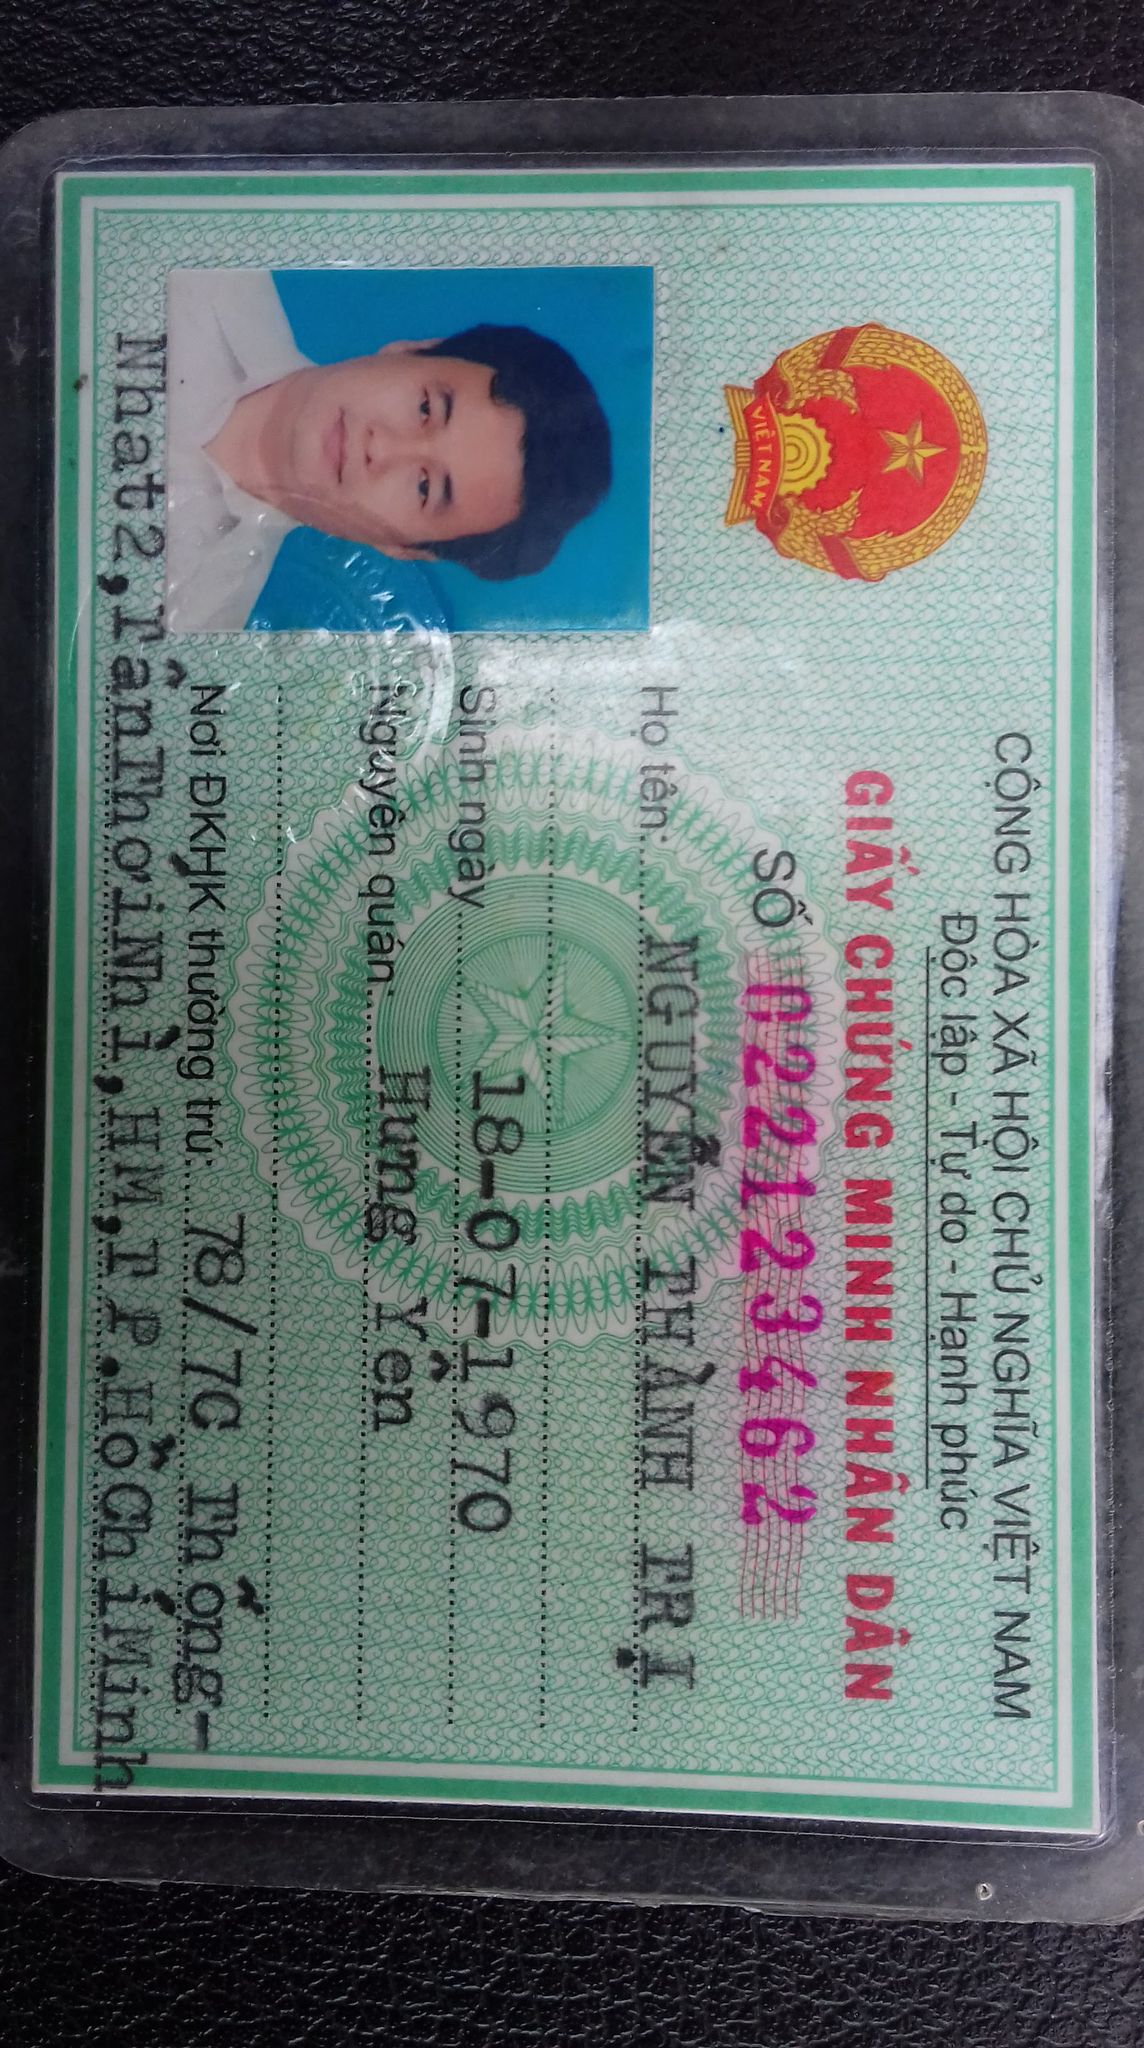 CỘNG HÒA XÃ HỘI CHỦ NGHĨA VIỆT NAM
Độc lập - Tự do - Hạnh phúc
GIẤY CHỨNG MINH NHÂN DÂN
SỐ 022123462
Họ tên: NGUYỄN THÀNH TRỊ
Sinh ngày 18-07-1970
Nguyên quán: Hưng Yên
Nơi ĐKHK thường trú: 78/7C Thống-
Nhất2,TânThớiNhì,HM,TP.HồChíMinh
VIỆT NAM